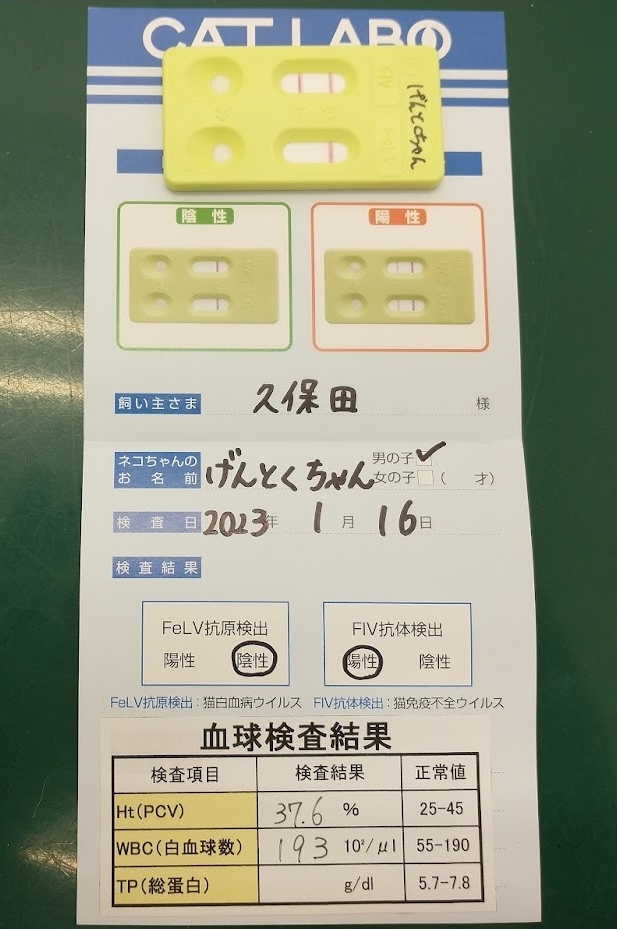 CAT LABO
FIV
FeLV
げんとくちゃん
陰性
陽性
飼い主さま 久保田 様
ネコちゃんの
お名前 げんとくちゃん
男の子 ✓
女の子 ( 才)
検査日 2023年 1月 16日
検査結果
FeLV抗原検出
陽性 陰性
FIV抗体検出
陽性 陰性
FeLV抗原検出:猫白血病ウイルス FIV抗体検出:猫免疫不全ウイルス
血球検査結果
検査項目 検査結果 正常値
Ht(PCV) 37.6 % 25-45
WBC(白血球数) 193 10²/μl 55-190
TP(総蛋白) g/dl 5.7-7.8